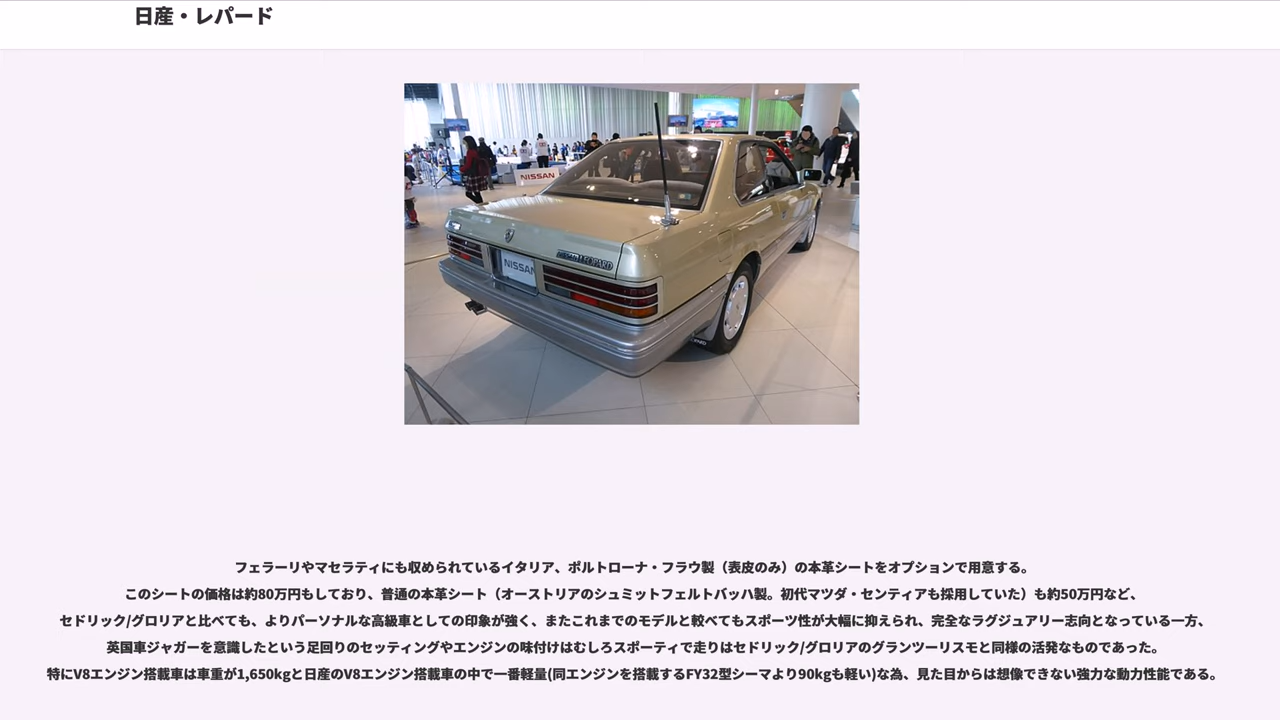 日産・レパード
NISSAN
NISSAN
LEOPARD
フェラーリやマセラティにも収められているイタリア、ポルトローナ・フラウ製（表皮のみ）の本革シートをオプションで用意する。
このシートの価格は約80万円もしており、普通の本革シート（オーストリアのシュミットフェルトバッハ製。初代マツダ・センティアも採用していた）も約50万円など、
セドリック/グロリアと比べても、よりパーソナルな高級車としての印象が強く、またこれまでのモデルと較べてもスポーツ性が大幅に抑えられ、完全なラグジュアリー志向となっている一方、
英国車ジャガーを意識したという足回りのセッティングやエンジンの味付けはむしろスポーティで走りはセドリック/グロリアのグランツーリスモと同様の活発なものであった。
特にV8エンジン搭載車は車重が1,650kgと日産のV8エンジン搭載車の中で一番軽量(同エンジンを搭載するFY32型シーマより90kgも軽い)な為、見た目からは想像できない強力な動力性能である。